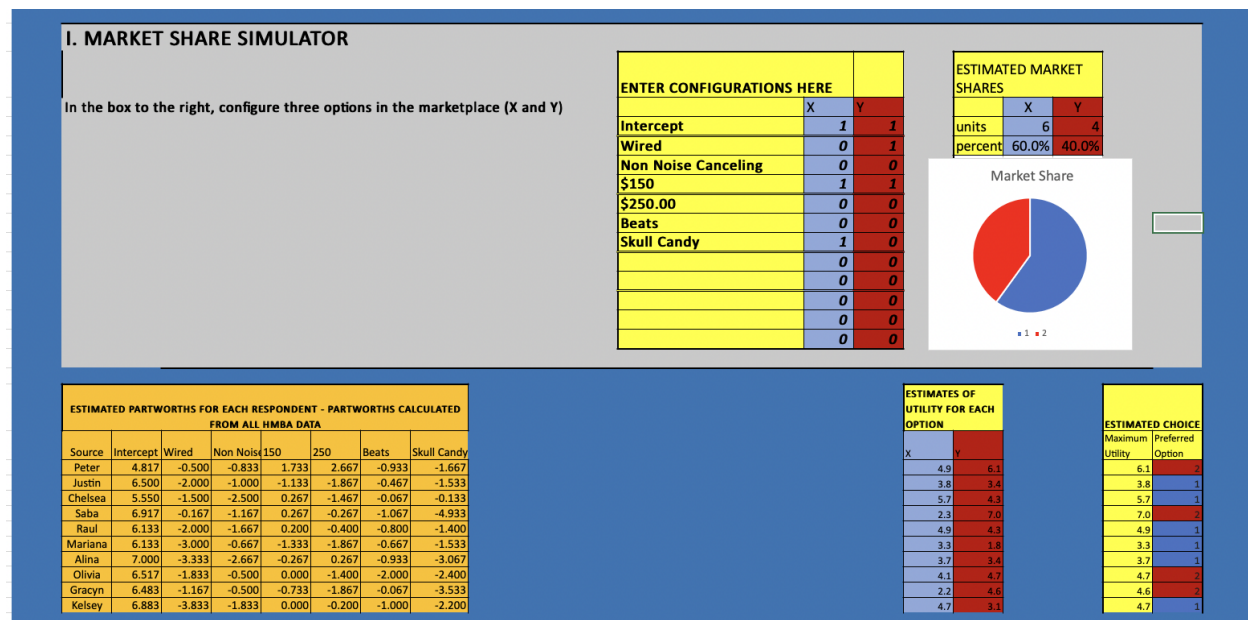 I. MARKET SHARE SIMULATOR
In the box to the right, configure three options in the marketplace (X and Y)
ENTER CONFIGURATIONS HERE
X Y
Intercept 1 1
Wired 0 1
Non Noise Canceling 0 0
$150 1 1
$250.00 0 0
Beats 0 0
Skull Candy 1 0
0 0
0 0
0 0
0 0
0 0
ESTIMATED MARKET
SHARES
X Y
units 6 4
percent 60.0% 40.0%
Market Share
1 2
ESTIMATED PARTWORTHS FOR EACH RESPONDENT - PARTWORTHS CALCULATED
FROM ALL HMBA DATA
Source Intercept Wired Non Nois 150 250 Beats Skull Candy
Peter 4.817 -0.500 -0.833 1.733 2.667 -0.933 -1.667
Justin 6.500 -2.000 -1.000 -1.133 -1.867 -0.467 -1.533
Chelsea 5.550 -1.500 -2.500 0.267 -1.467 -0.067 -0.133
Saba 6.917 -0.167 -1.167 0.267 -0.267 -1.067 -4.933
Raul 6.133 -2.000 -1.667 0.200 -0.400 -0.800 -1.400
Mariana 6.133 -3.000 -0.667 -1.333 -1.867 -0.667 -1.533
Alina 7.000 -3.333 -2.667 -0.267 0.267 -0.933 -3.067
Olivia 6.517 -1.833 -0.500 0.000 -1.400 -2.000 -2.400
Gracyn 6.483 -1.167 -0.500 -0.733 -1.867 -0.067 -3.533
Kelsey 6.883 -3.833 -1.833 0.000 -0.200 -1.000 -2.200
ESTIMATES OF
UTILITY FOR EACH
OPTION
X Y
4.9 6.1
3.8 3.4
5.7 4.3
2.3 7.0
4.9 4.3
3.3 1.8
3.7 3.4
4.1 4.7
2.2 4.6
4.7 3.1
ESTIMATED CHOICE
Maximum Preferred
Utility Option
6.1 2
3.8 1
5.7 1
7.0 2
4.9 1
3.3 1
3.7 1
4.7 2
4.6 2
4.7 1